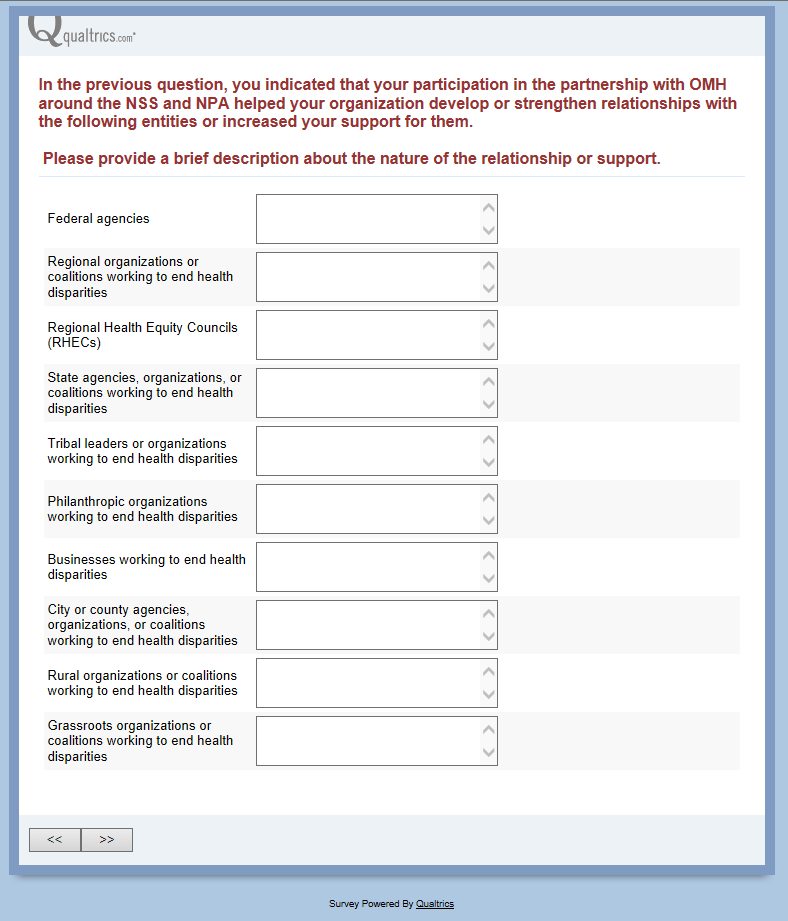 Qualtrics.com
In the previous question, you indicated that your participation in the partnership with OMH
around the NSS and NPA helped your organization develop or strengthen relationships with
the following entities or increased your support for them.
Please provide a brief description about the nature of the relationship or support.
Federal agencies
Regional organizations or
coalitions working to end health
disparities
Regional Health Equity Councils
(RHECs)
State agencies, organizations, or
coalitions working to end health
disparities
Tribal leaders or organizations
working to end health disparities
Philanthropic organizations
working to end health disparities
Businesses working to end health
disparities
City or county agencies,
organizations, or coalitions
working to end health disparities
Rural organizations or coalitions
working to end health disparities
Grassroots organizations or
coalitions working to end health
disparities
<< >>
Survey Powered By Qualtrics